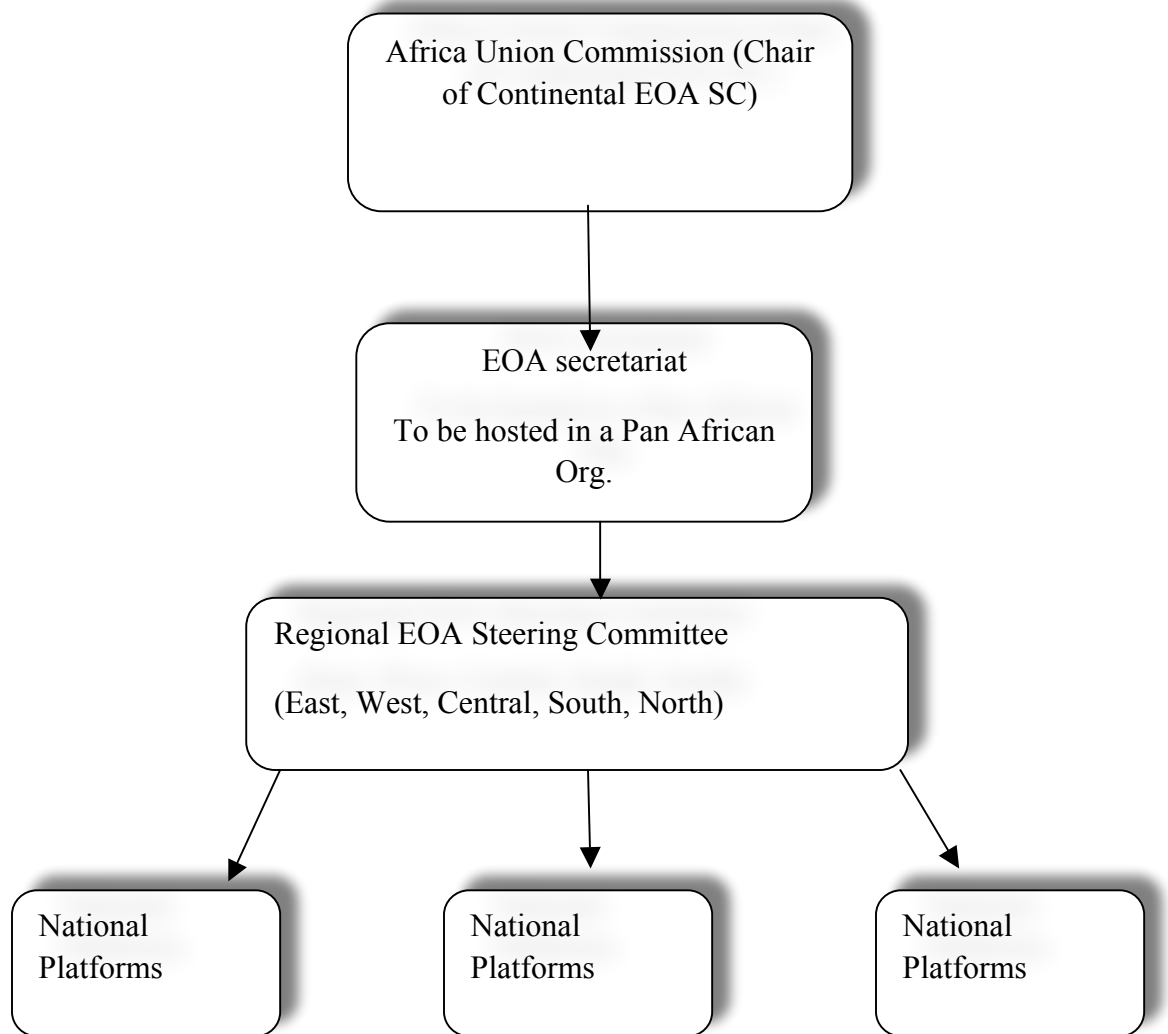 Africa Union Commission (Chair
of Continental EOA SC)
EOA secretariat
To be hosted in a Pan African
Org.
Regional EOA Steering Committee
(East, West, Central, South, North)
National
Platforms
National
Platforms
National
Platforms